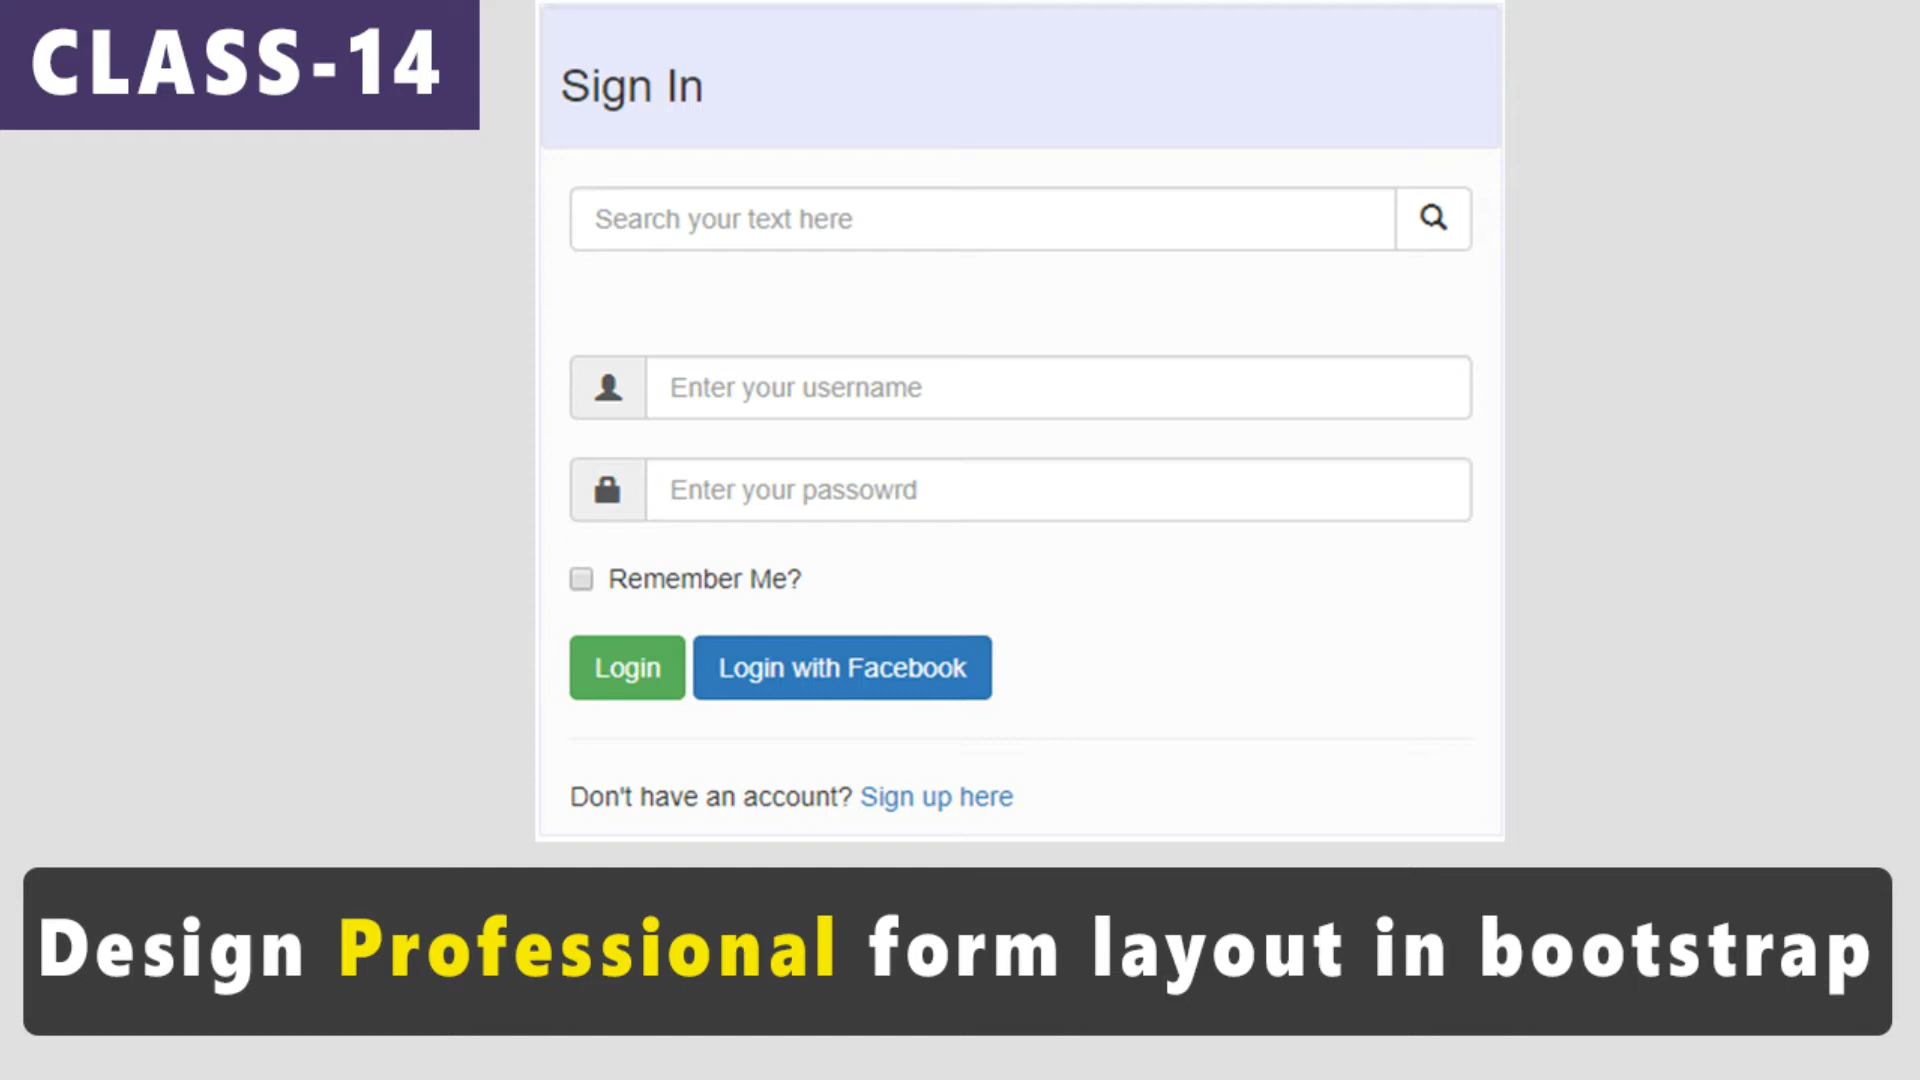 CLASS-14
Sign In
Search your text here
Enter your username
Enter your passowrd
Remember Me?
Login Login with Facebook
Don't have an account? Sign up here
Design Professional form layout in bootstrap